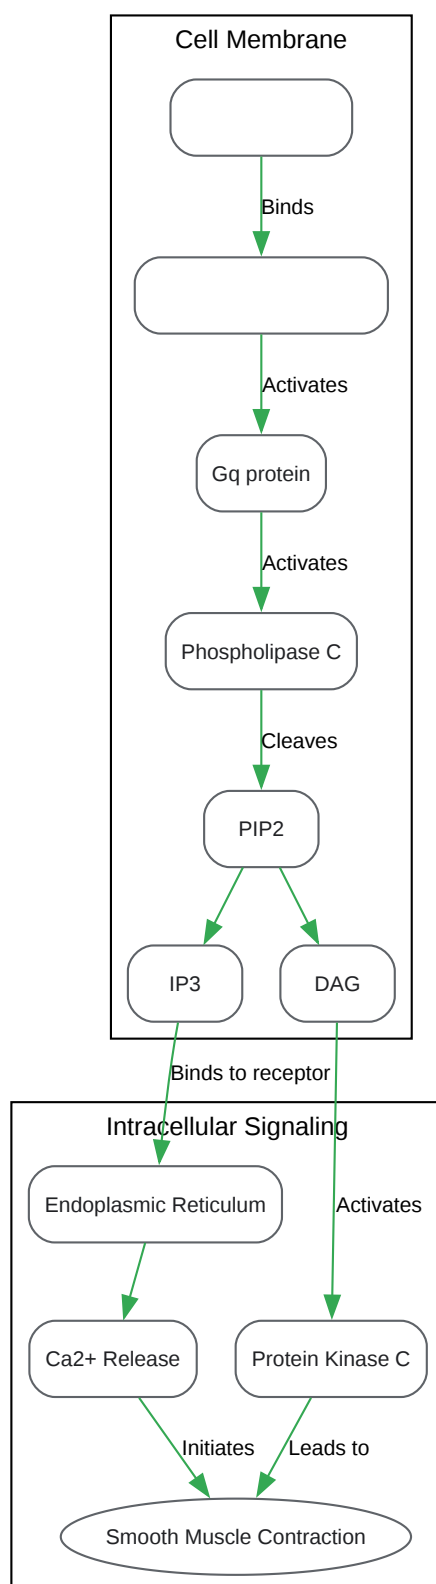 Cell Membrane
Binds
Activates
Gq protein
Activates
Phospholipase C
Cleaves
PIP2
IP3
DAG
Binds to receptor
Intracellular Signaling
Endoplasmic Reticulum
Activates
Ca2+ Release
Protein Kinase C
Initiates
Leads to
Smooth Muscle Contraction